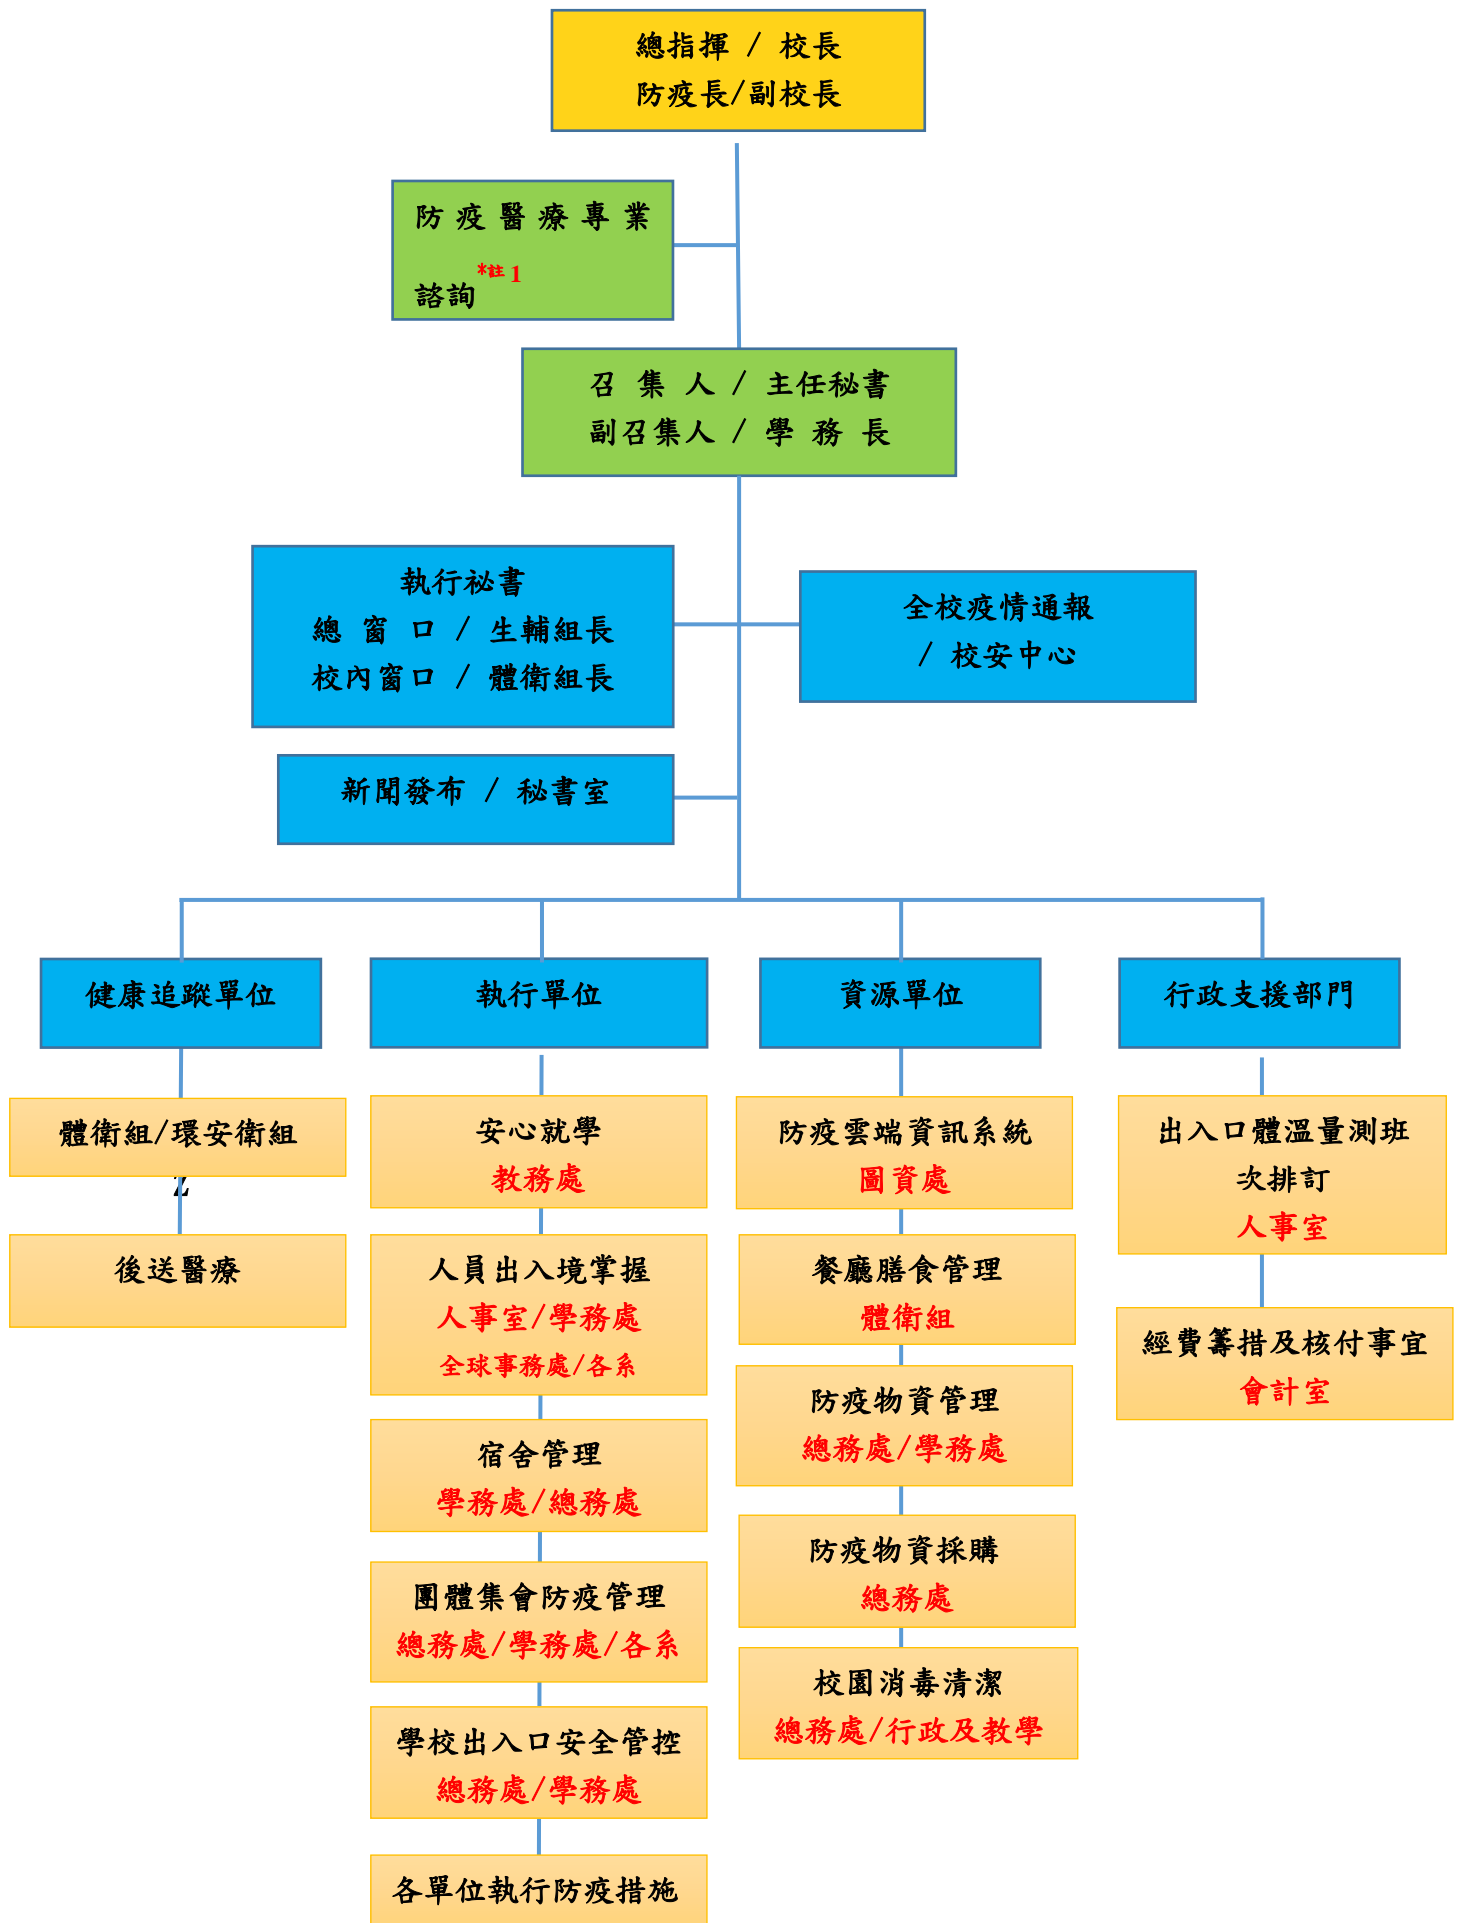 總指揮 / 校長
防疫長/副校長
防疫醫療專業
諮詢*註1
召集人 / 主任秘書
副召集人 / 學務長
執行祕書
總窗口 / 生輔組長
校內窗口 / 體衛組長
全校疫情通報
/ 校安中心
新聞發布 / 秘書室
健康追蹤單位
體衛組/環安衛組
z
後送醫療
執行單位
安心就學
教務處
人員出入境掌握
人事室/學務處
全球事務處/各系
宿舍管理
學務處/總務處
團體集會防疫管理
總務處/學務處/各系
學校出入口安全管控
總務處/學務處
各單位執行防疫措施
資源單位
防疫雲端資訊系統
圖資處
餐廳膳食管理
體衛組
防疫物資管理
總務處/學務處
防疫物資採購
總務處
校園消毒清潔
總務處/行政及教學
行政支援部門
出入口體溫量測班
次排訂
人事室
經費籌措及核付事宜
會計室